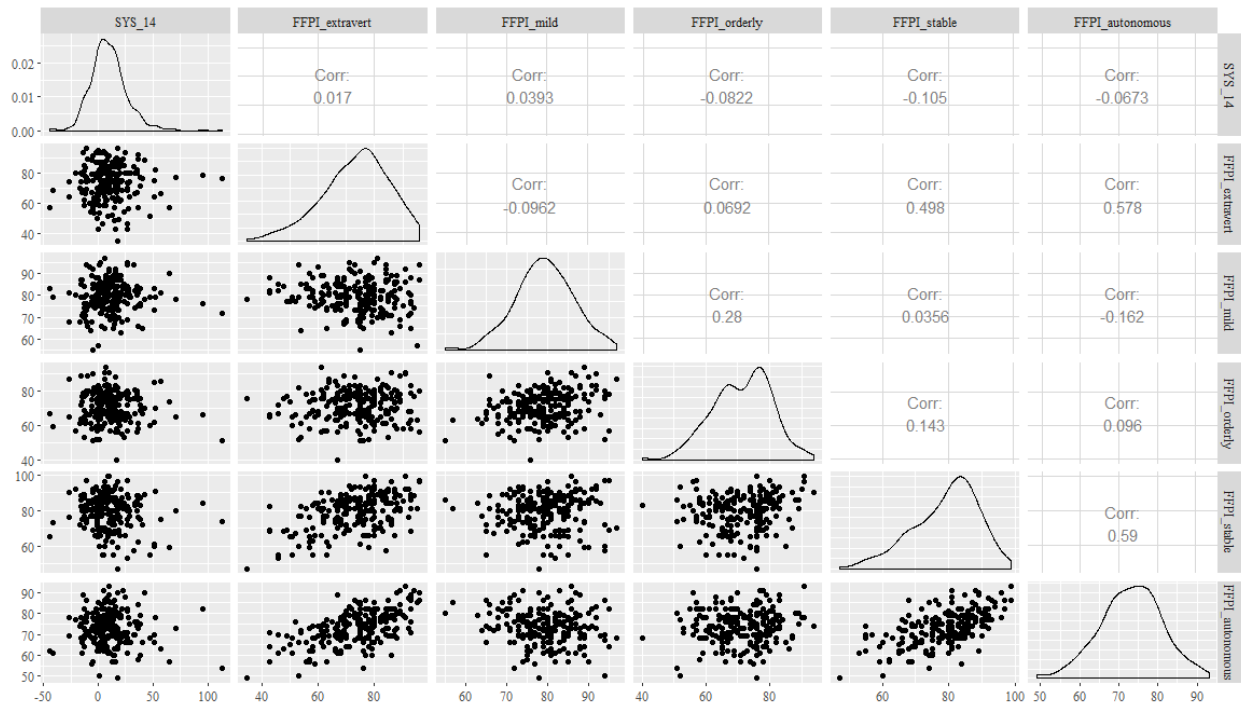 SYS_14 FFPI_extravert FFPI_mild FFPI_orderly FFPI_stable FFPI_autonomous
0.02
0.01
0.00
Corr:
0.017
Corr:
0.0393
Corr:
-0.0822
Corr:
-0.105
Corr:
-0.0673
SYS_14
80
60
40
Corr:
-0.0962
Corr:
0.0692
Corr:
0.498
Corr:
0.578
FFPI_extravert
90
80
70
60
Corr:
0.28
Corr:
0.0356
Corr:
-0.162
FFPI_mild
80
60
40
Corr:
0.143
Corr:
0.096
FFPI_orderly
100
80
60
Corr:
0.59
FFPI_stable
90
80
70
60
50
FFPI_autonomous
-50 0 50 100 40 60 80 60 70 80 90 40 60 80 60 80 100 50 60 70 80 90